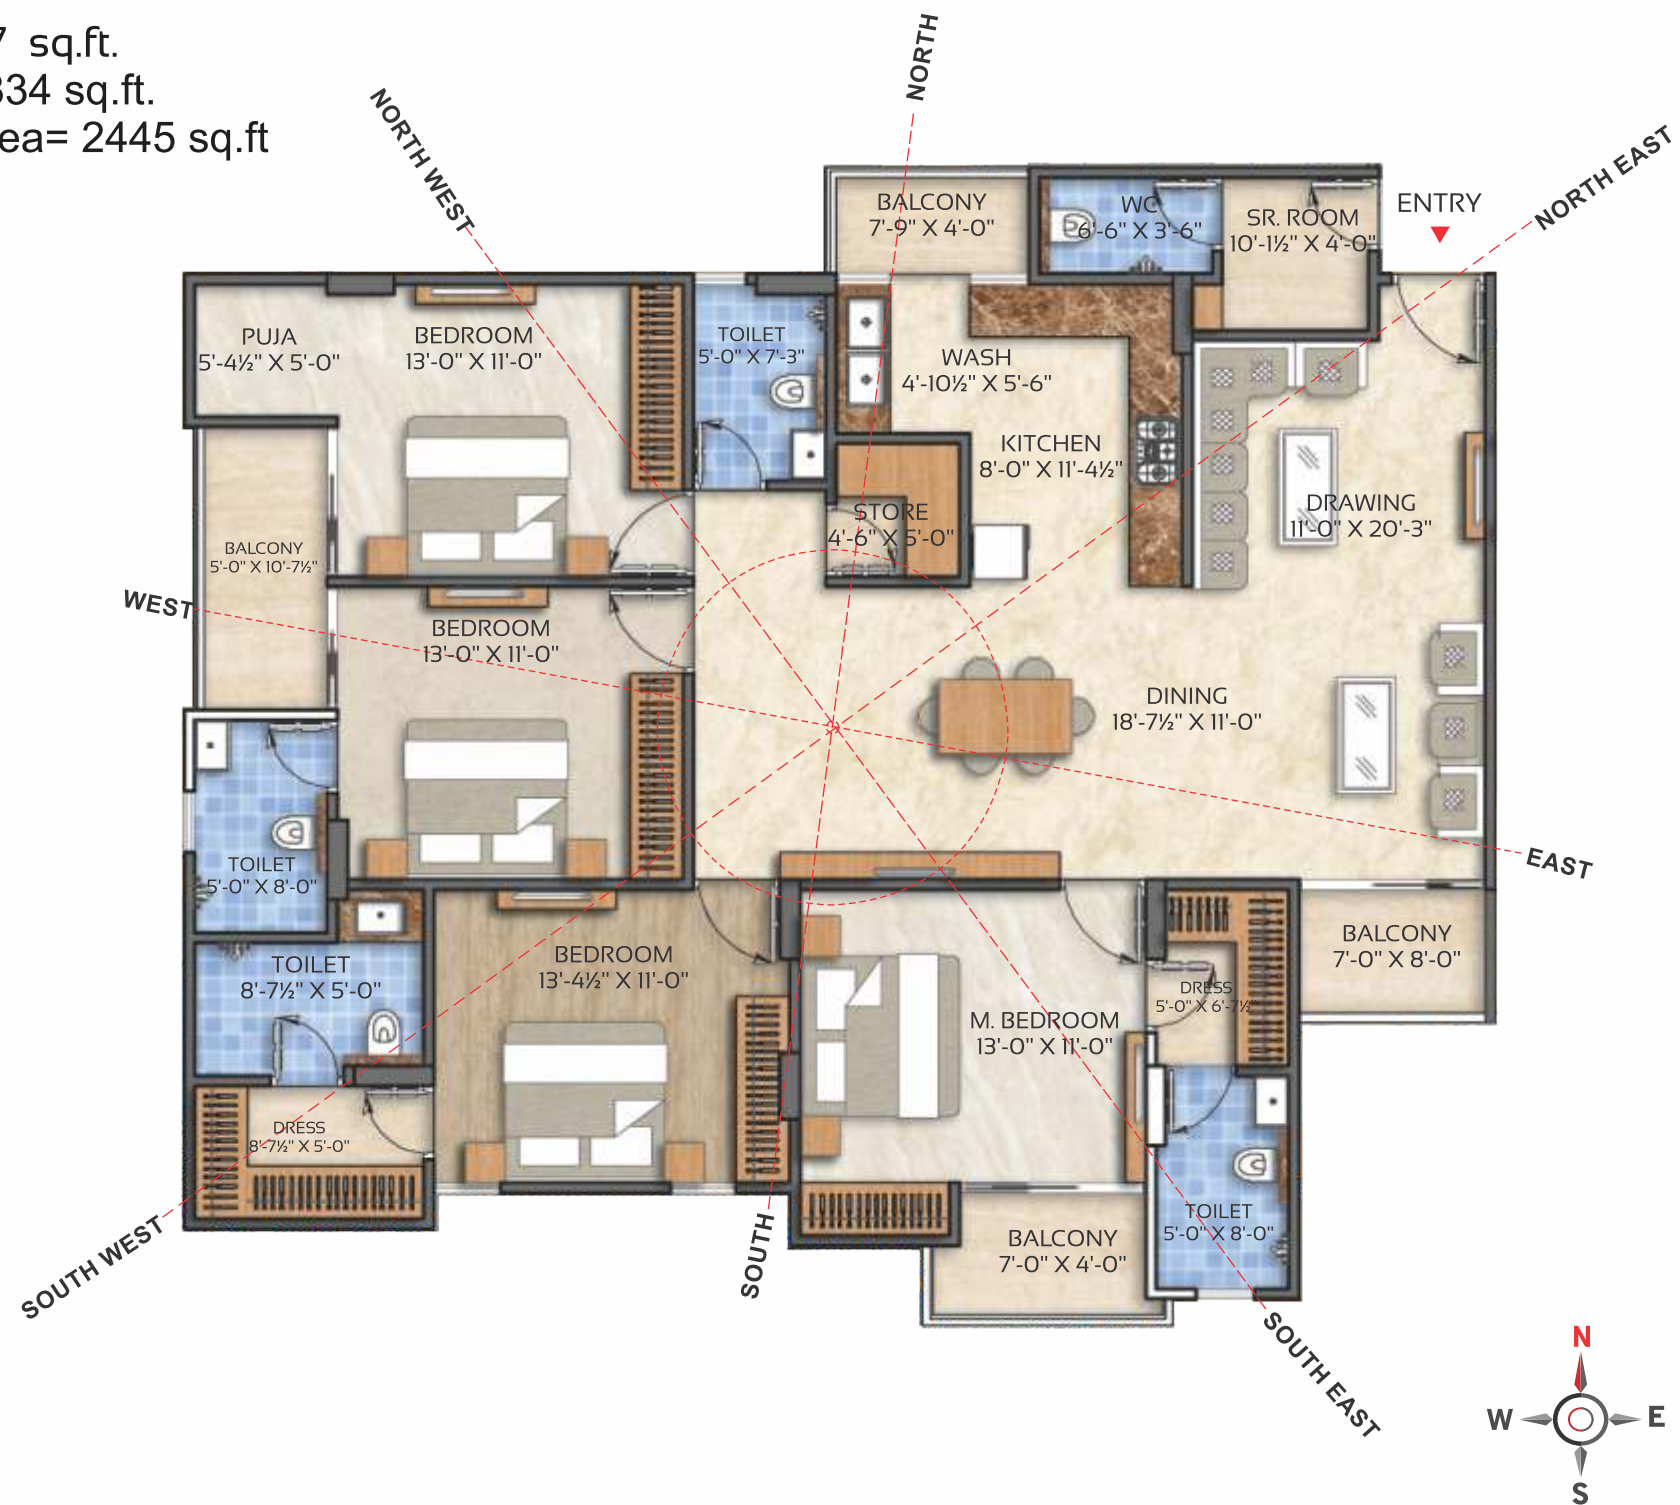 7 sq.ft.
334 sq.ft.
ea= 2445 sq.ft
NORTH
NORTH WEST
NORTH EAST
BALCONY
7'-9" X 4'-0"
WC
6'-6" X 3'-6"
SR. ROOM
10'-1½" X 4'-0"
ENTRY
PUJA
5'-4½" X 5'-0"
BEDROOM
13'-0" X 11'-0"
TOILET
5'-0" X 7'-3"
WASH
4'-10½" X 5'-6"
KITCHEN
8'-0" X 11'-4½"
STORE
4'-6" X 5'-0"
DRAWING
11'-0" X 20'-3"
BALCONY
5'-0" X 10'-7½"
WEST
BEDROOM
13'-0" X 11'-0"
DINING
18'-7½" X 11'-0"
TOILET
5'-0" X 8'-0"
EAST
TOILET
8'-7½" X 5'-0"
BEDROOM
13'-4½" X 11'-0"
M. BEDROOM
13'-0" X 11'-0"
DRESS
5'-0" X 6'-7½"
BALCONY
7'-0" X 8'-0"
DRESS
8'-7½" X 5'-0"
BALCONY
7'-0" X 4'-0"
TOILET
5'-0" X 8'-0"
SOUTH WEST
SOUTH
SOUTH EAST
N
W
E
S